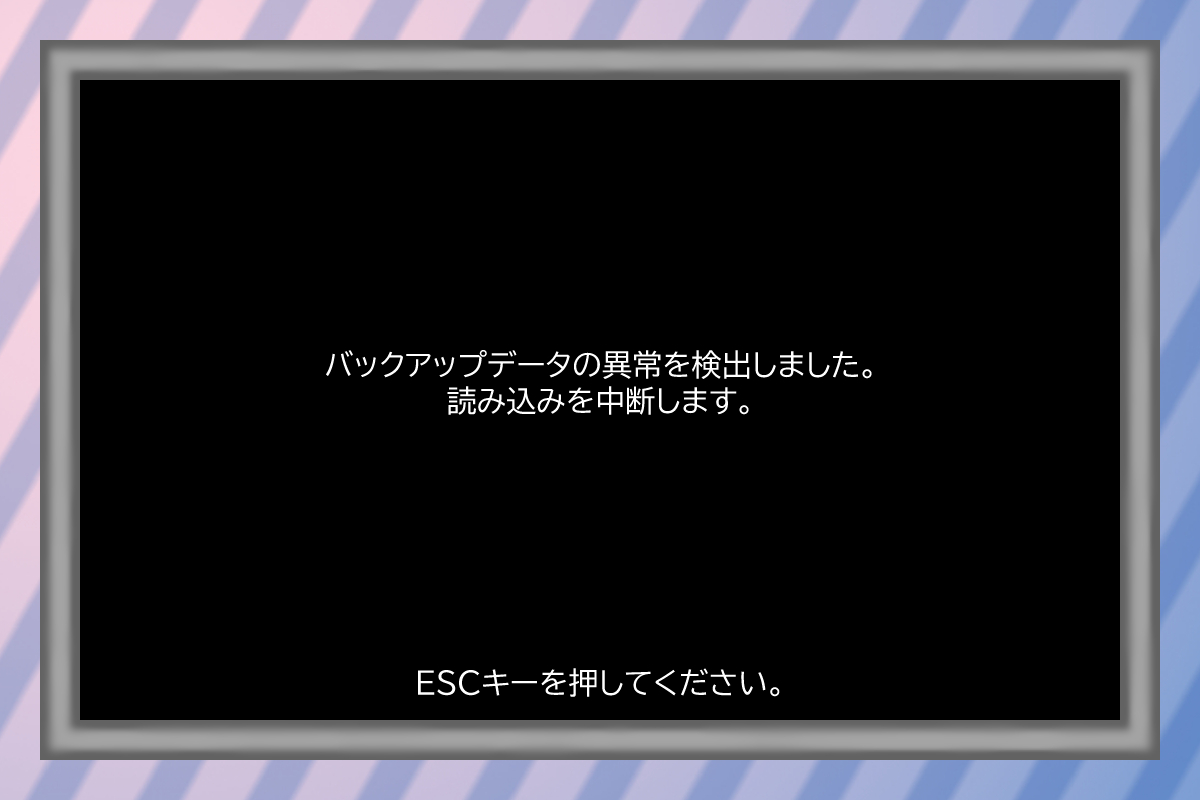 バックアップデータの異常を検出しました。
読み込みを中断します。
ESCキーを押してください。